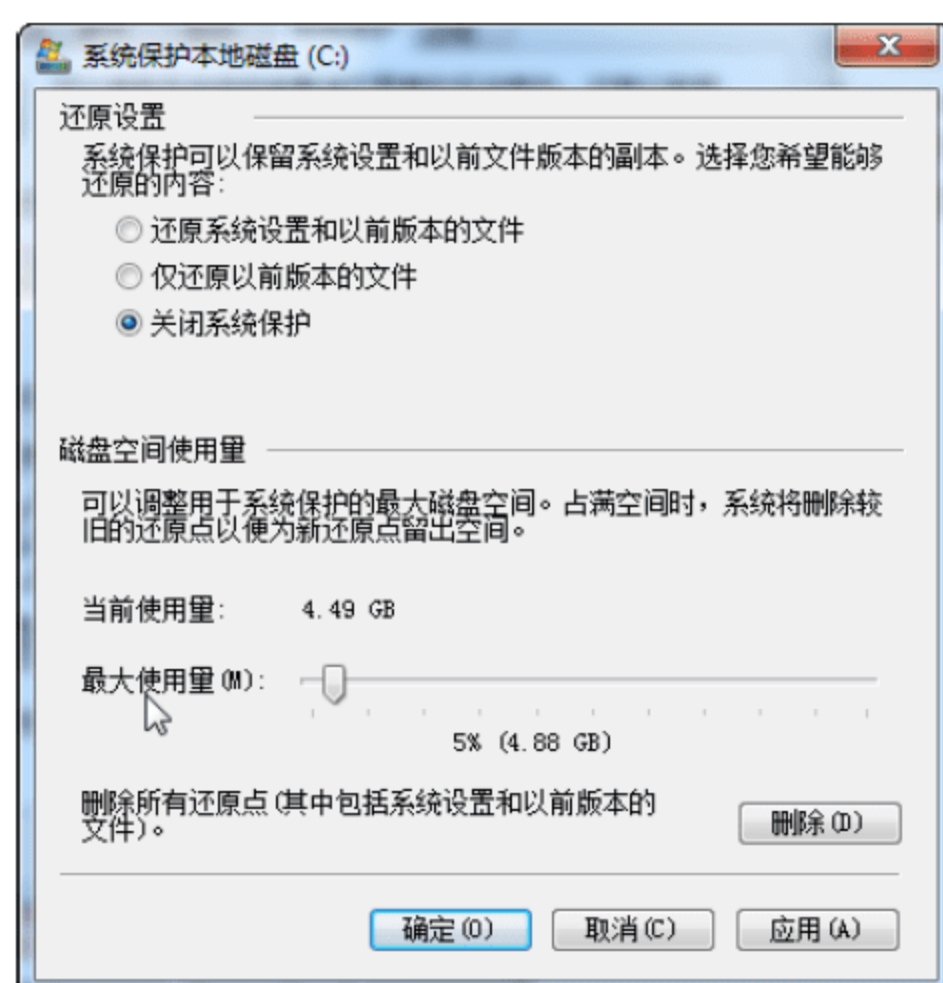 系统保护本地磁盘 (C:)
还原设置
系统保护可以保留系统设置和以前文件版本的副本。选择您希望能够
还原的内容:
还原系统设置和以前版本的文件
仅还原以前版本的文件
关闭系统保护
磁盘空间使用量
可以调整用于系统保护的最大磁盘空间。占满空间时，系统将删除较
旧的还原点以便为新还原点留出空间。
当前使用量: 4.49 GB
最大使用量(M):
5% (4.88 GB)
删除所有还原点(其中包括系统设置和以前版本的
文件)。
删除(D)
确定(O) 取消(C) 应用(A)